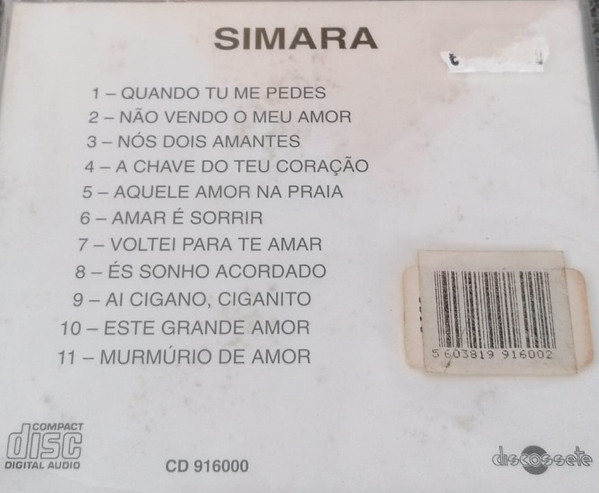 SIMARA
1 – QUANDO TU ME PEDES
2 – NÃO VENDO O MEU AMOR
3 – NÓS DOIS AMANTES
4 – A CHAVE DO TEU CORAÇÃO
5 – AQUELE AMOR NA PRAIA
6 – AMAR É SORRIR
7 – VOLTEI PARA TE AMAR
8 – ÉS SONHO ACORDADO
9 – AI CIGANO, CIGANITO
10 – ESTE GRANDE AMOR
11 – MURMÚRIO DE AMOR
5 603819 916002
COMPACT
disc
DIGITAL AUDIO
CD 916000
discossete